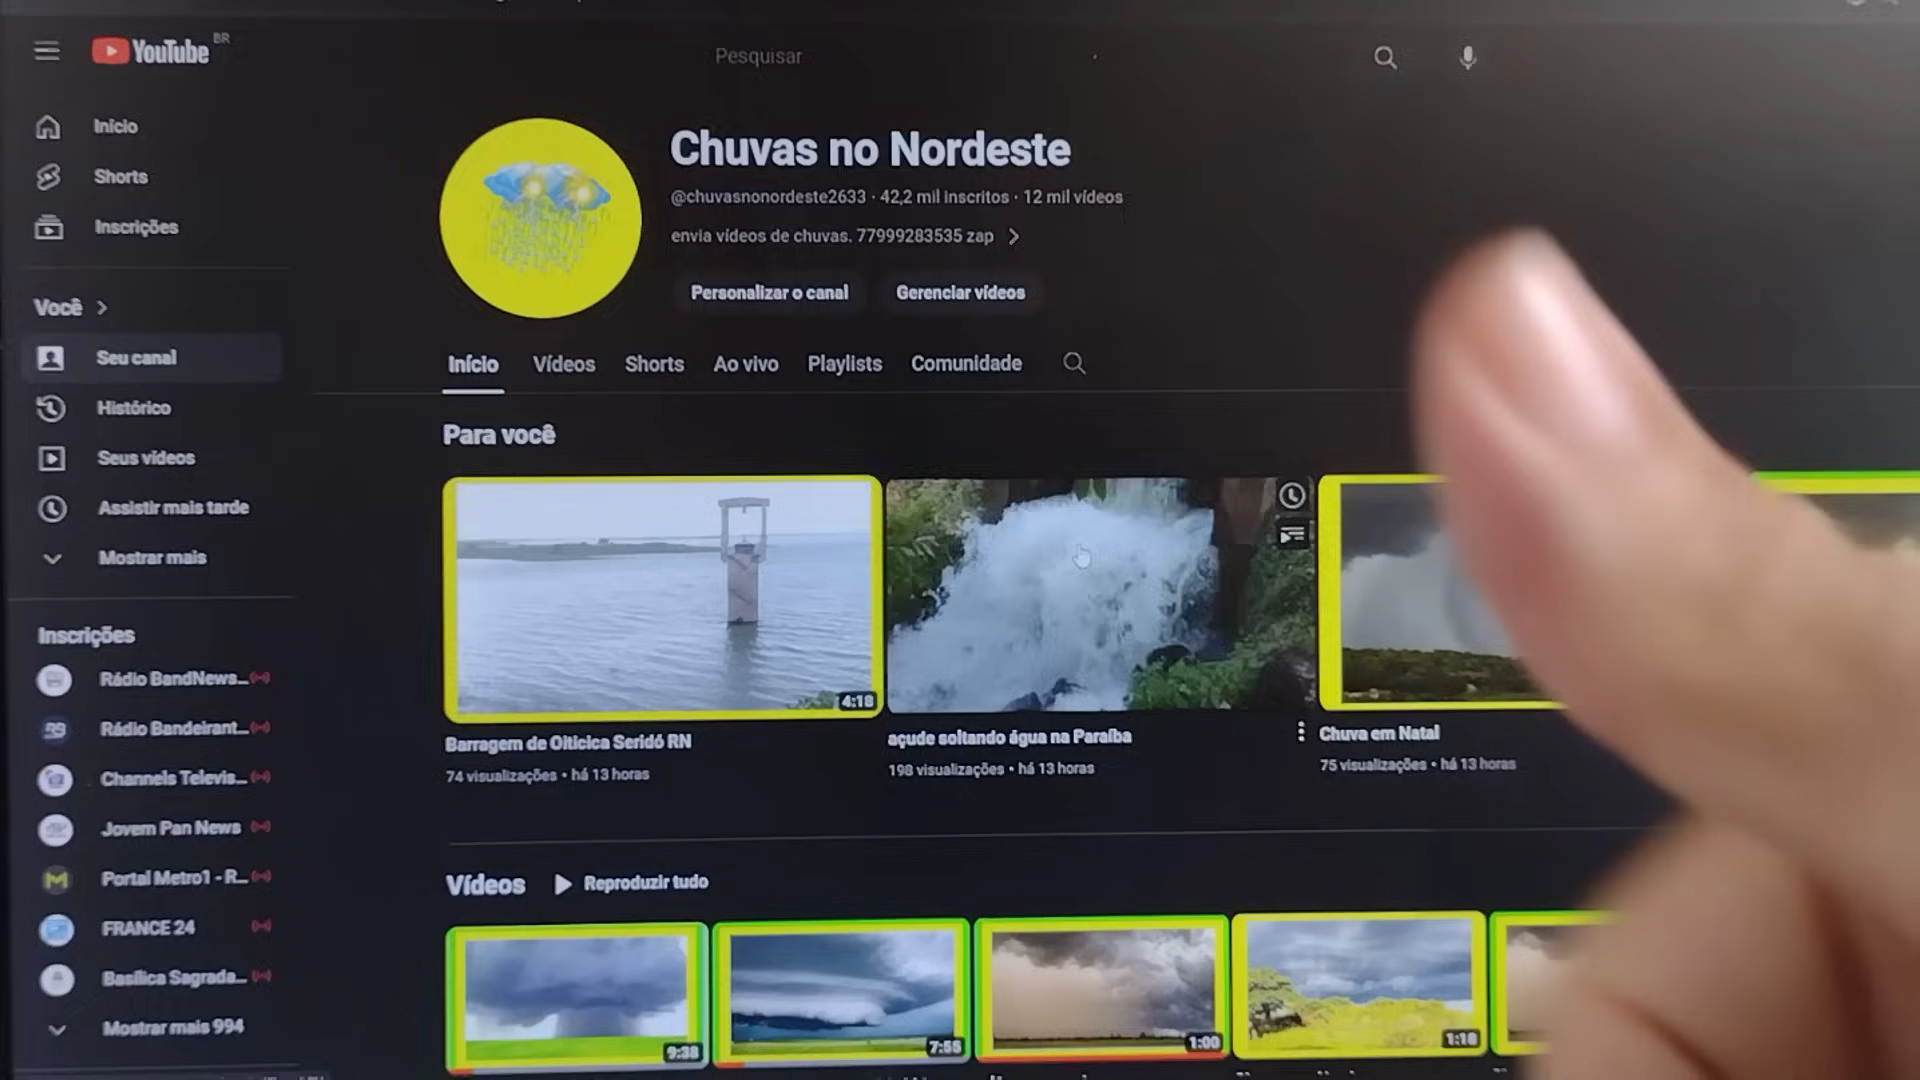 YouTube BR
Pesquisar
Início
Shorts
Inscrições
Você
Seu canal
Histórico
Seus vídeos
Assistir mais tarde
Mostrar mais
Inscrições
Rádio BandNews...
Rádio Bandeirant...
Channels Televis...
Jovem Pan News
Portal Metro1 - R...
FRANCE 24
Basílica Sagrada...
Mostrar mais 994
Chuvas no Nordeste
@chuvasnonordeste2633 · 42,2 mil inscritos · 12 mil vídeos
envia vídeos de chuvas. 77999283535 zap
Personalizar o canal Gerenciar vídeos
Início Vídeos Shorts Ao vivo Playlists Comunidade
Para você
4:18
Barragem de Oiticica Seridó RN
74 visualizações • há 13 horas
açude soltando água na Paraíba
198 visualizações • há 13 horas
Chuva em Natal
75 visualizações • há 13 horas
Vídeos Reproduzir tudo
9:38 7:55 1:00 1:18